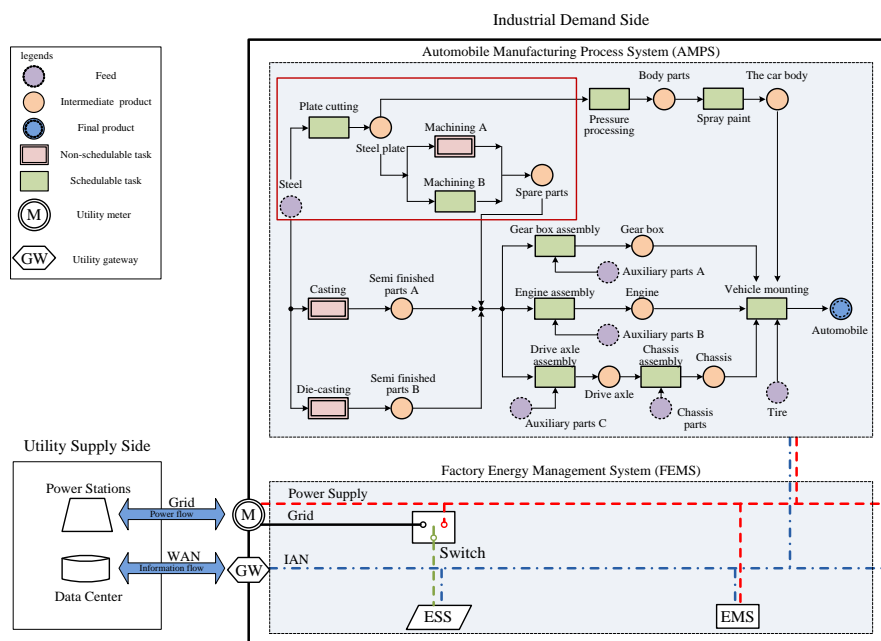 Industrial Demand Side
legends
Feed
Intermediate product
Final product
Non-schedulable task
Schedulable task
M
Utility meter
GW
Utility gateway
Automobile Manufacturing Process System (AMPS)
Plate cutting
Steel plate
Machining A
Machining B
Steel
Spare parts
Pressure
processing
Body parts
Spray paint
The car body
Gear box assembly
Gear box
Auxiliary parts A
Casting
Semi finished
parts A
Engine assembly
Engine
Auxiliary parts B
Vehicle mounting
Automobile
Die-casting
Semi finished
parts B
Drive axle
assembly
Drive axle
Auxiliary parts C
Chassis
assembly
Chassis
Chassis
parts
Tire
Utility Supply Side
Power Stations
Grid
Power flow
WAN
Information flow
Data Center
Factory Energy Management System (FEMS)
Power Supply
M
Grid
Switch
GW
IAN
ESS
EMS